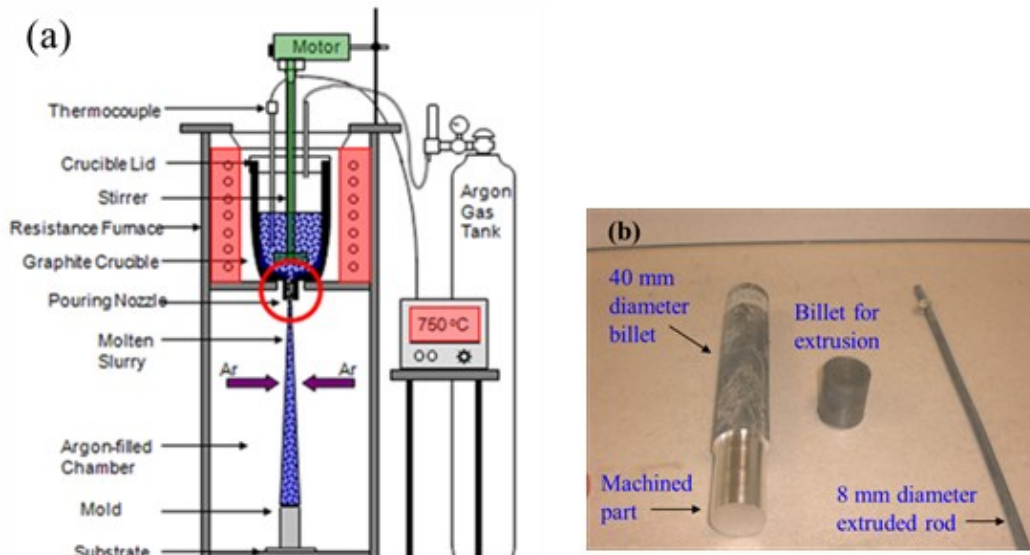 (a)
Motor
Thermocouple
Crucible Lid
Stirrer
Resistance Furnace
Graphite Crucible
Pouring Nozzle
Molten
Slurry
Ar
Ar
Argon-filled
Chamber
Mold
Substrate
Argon
Gas
Tank
750 °C
(b)
40 mm
diameter
billet
Billet for
extrusion
Machined
part
8 mm diameter
extruded rod